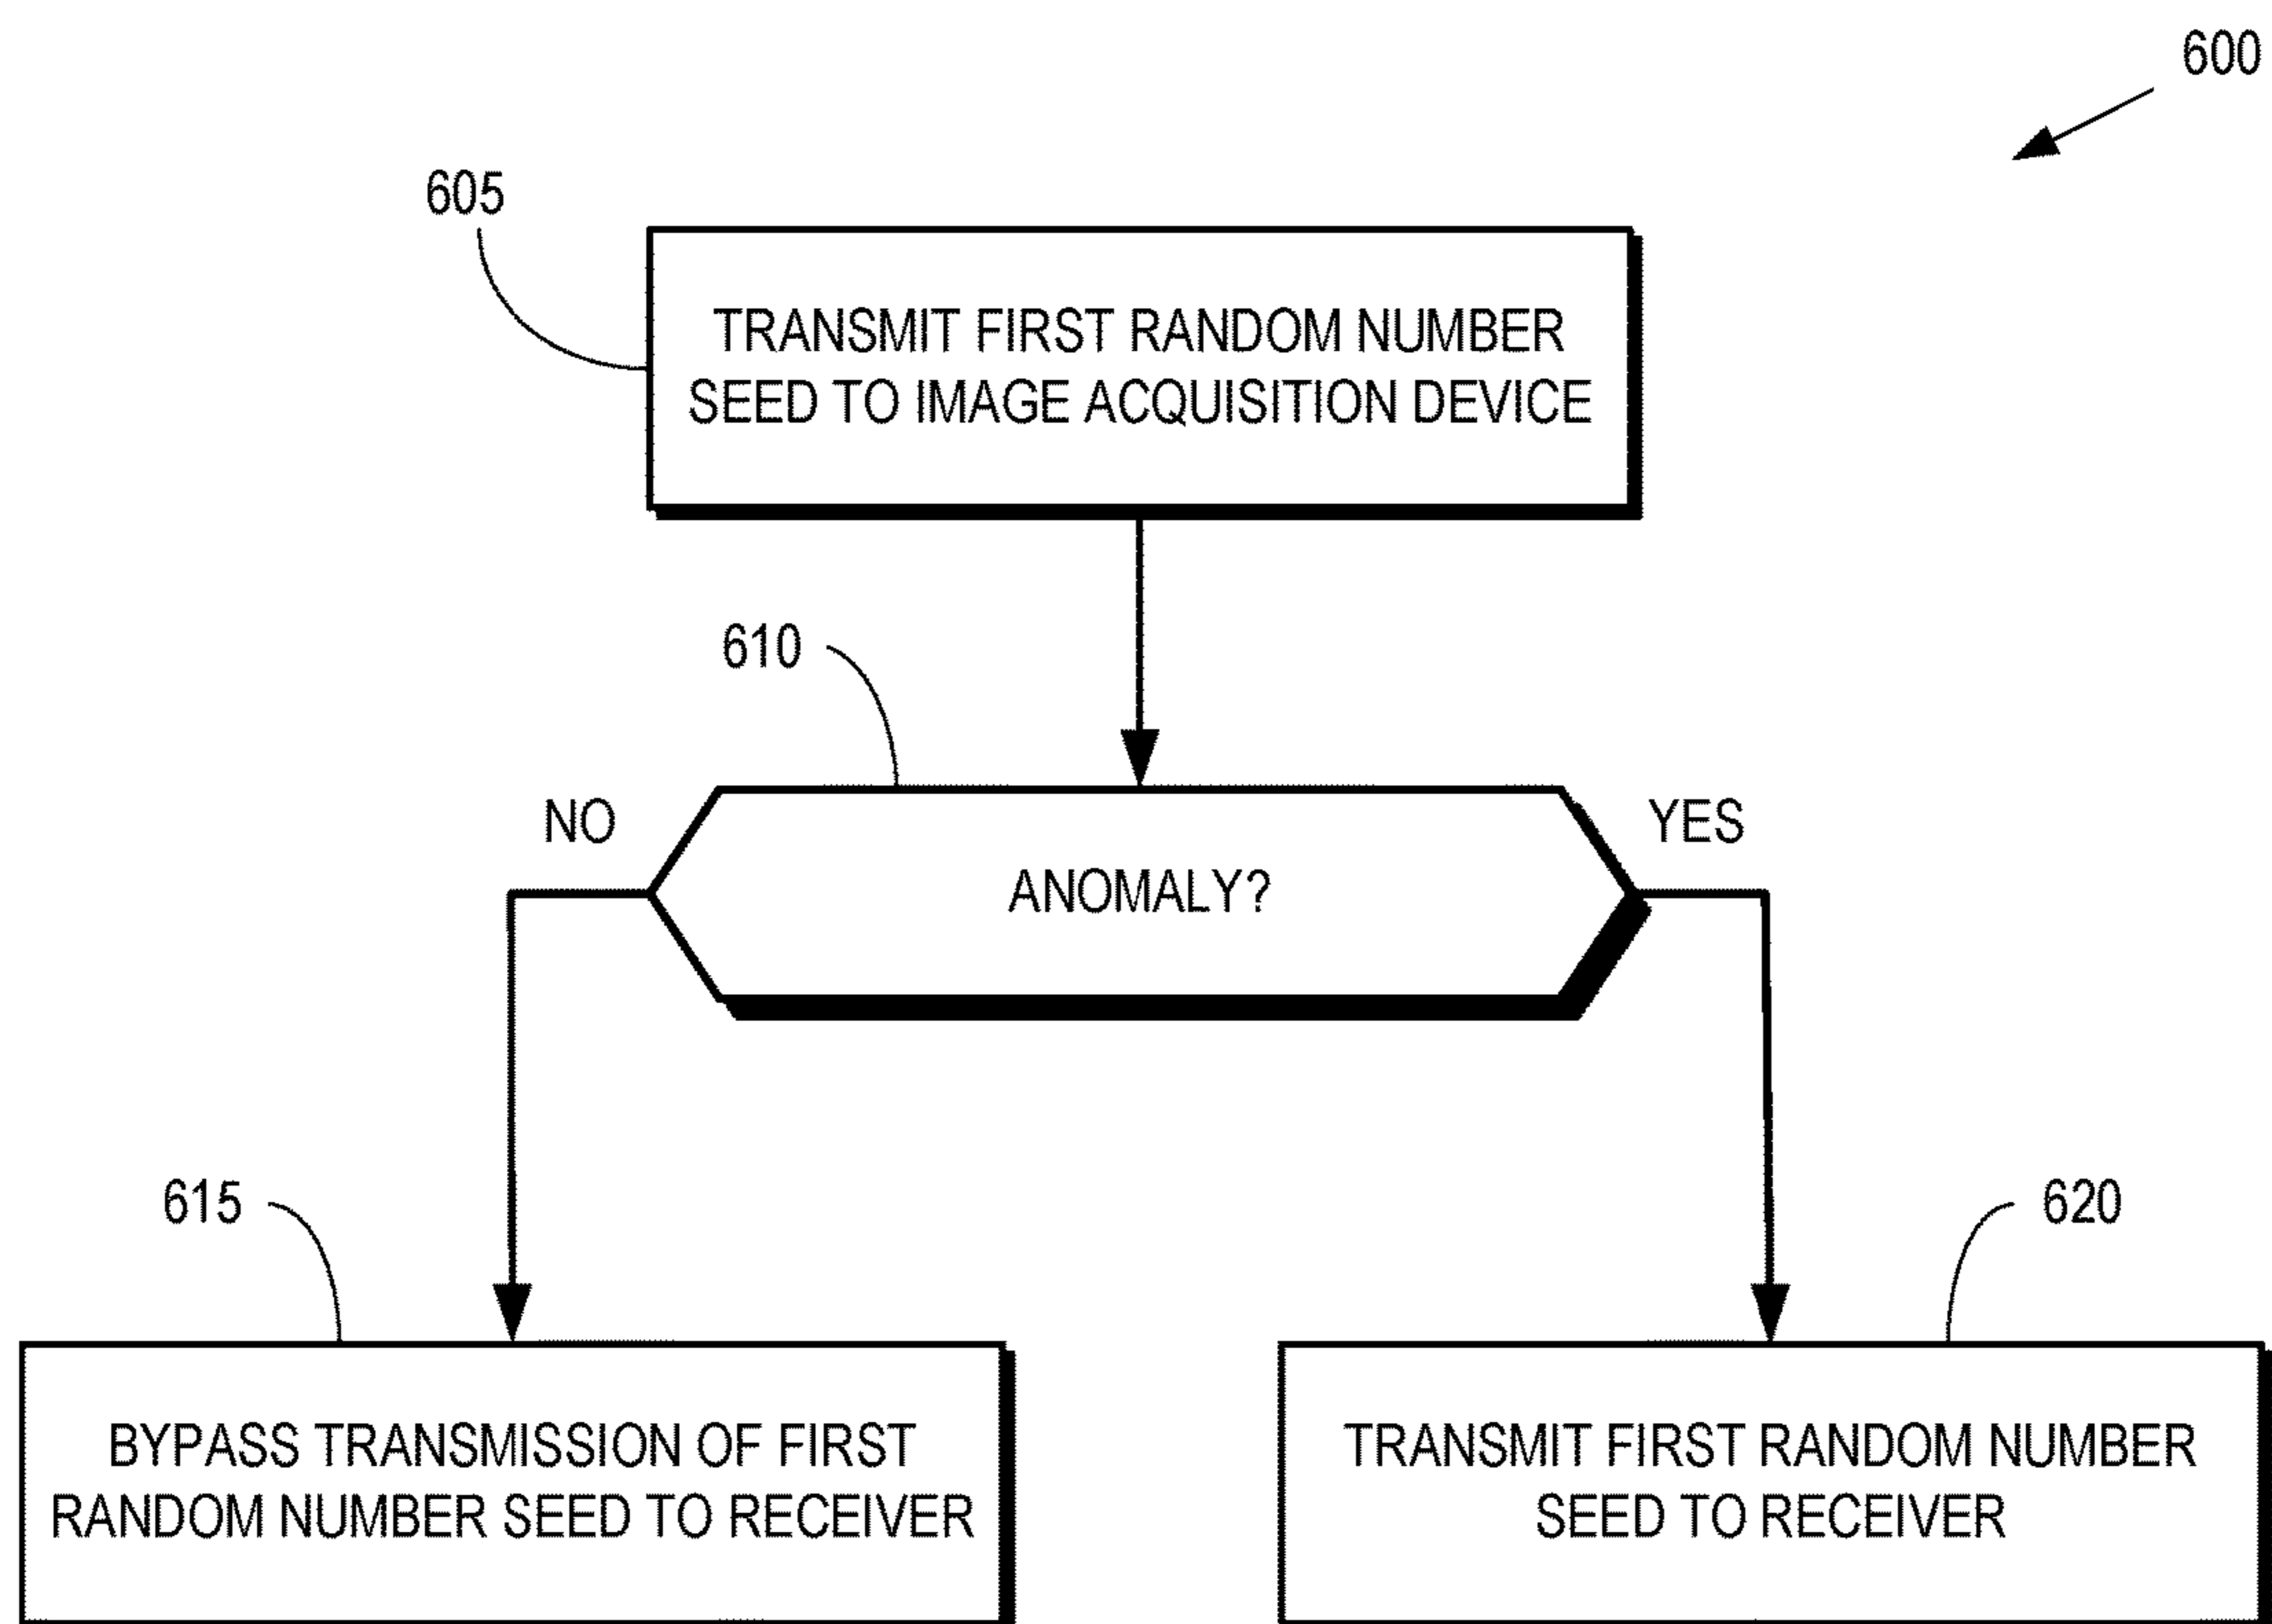 600
605
TRANSMIT FIRST RANDOM NUMBER
SEED TO IMAGE ACQUISITION DEVICE
610
NO
YES
ANOMALY?
615
620
BYPASS TRANSMISSION OF FIRST
RANDOM NUMBER SEED TO RECEIVER
TRANSMIT FIRST RANDOM NUMBER
SEED TO RECEIVER